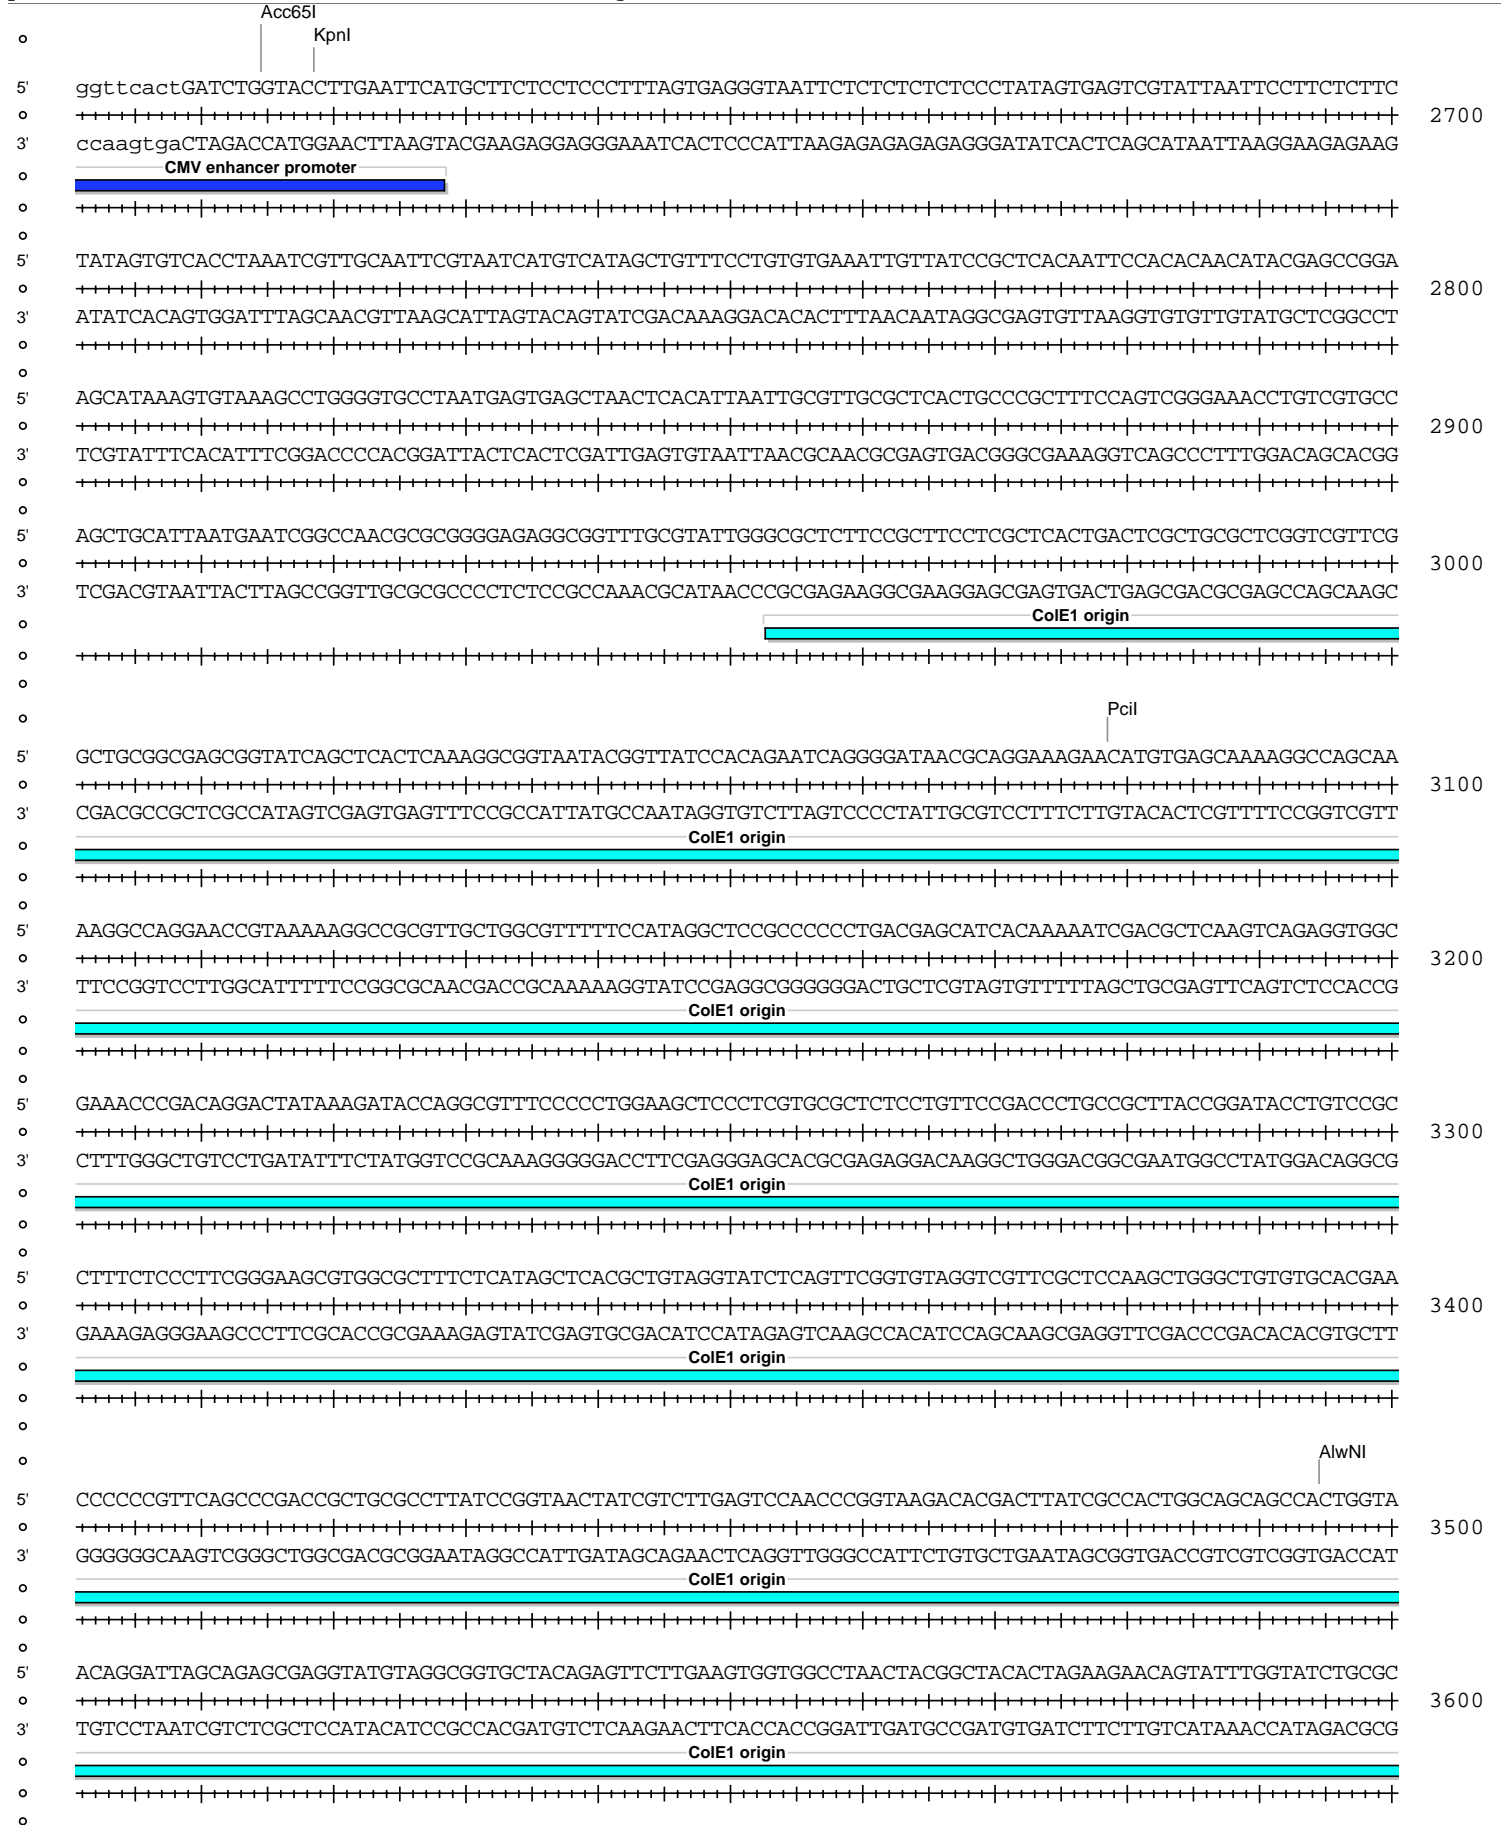 Acc65I
KpnI
5' ggttcactGATCTGGTACCTTGAATTCATGCTTCTCCTCCCTTTAGTGAGGGTAATTCTCTCTCTCTCCCTATAGTGAGTCGTATTAATTCCTTCTCTTC
2700
3' ccaagtgaCTAGACCATGGAACTTAAGTACGAAGAGGAGGGAAATCACTCCCATTAAGAGAGAGAGAGGGATATCACTCAGCATAATTAAGGAAGAGAAG
CMV enhancer promoter
5' TATAGTGTCACCTAAATCGTTGCAATTCGTAATCATGTCATAGCTGTTTCCTGTGTGAAATTGTTATCCGCTCACAATTCCACACAACATACGAGCCGGA
2800
3' ATATCACAGTGGATTTAGCAACGTTAAGCATTAGTACAGTATCGACAAAGGACACACTTTAACAATAGGCGAGTGTTAAGGTGTGTTGTATGCTCGGCCT
5' AGCATAAAGTGTAAAGCCTGGGGTGCCTAATGAGTGAGCTAACTCACATTAATTGCGTTGCGCTCACTGCCCGCTTTCCAGTCGGGAAACCTGTCGTGCC
2900
3' TCGTATTTCACATTTCGGACCCCACGGATTACTCACTCGATTGAGTGTAATTAACGCAACGCGAGTGACGGGCGAAAGGTCAGCCCTTTGGACAGCACGG
5' AGCTGCATTAATGAATCGGCCAACGCGCGGGGAGAGGCGGTTTGCGTATTGGGCGCTCTTCCGCTTCCTCGCTCACTGACTCGCTGCGCTCGGTCGTTCG
3000
3' TCGACGTAATTACTTAGCCGGTTGCGCGCCCCTCTCCGCCAAACGCATAACCCGCGAGAAGGCGAAGGAGCGAGTGACTGAGCGACGCGAGCCAGCAAGC
ColE1 origin
PciI
5' GCTGCGGCGAGCGGTATCAGCTCACTCAAAGGCGGTAATACGGTTATCCACAGAATCAGGGGATAACGCAGGAAAGAACATGTGAGCAAAAGGCCAGCAA
3100
3' CGACGCCGCTCGCCATAGTCGAGTGAGTTTCCGCCATTATGCCAATAGGTGTCTTAGTCCCCTATTGCGTCCTTTCTTGTACACTCGTTTTCCGGTCGTT
ColE1 origin
5' AAGGCCAGGAACCGTAAAAAGGCCGCGTTGCTGGCGTTTTTCCATAGGCTCCGCCCCCCTGACGAGCATCACAAAAATCGACGCTCAAGTCAGAGGTGGC
3200
3' TTCCGGTCCTTGGCATTTTTCCGGCGCAACGACCGCAAAAAGGTATCCGAGGCGGGGGGACTGCTCGTAGTGTTTTTAGCTGCGAGTTCAGTCTCCACCG
ColE1 origin
5' GAAACCCGACAGGACTATAAAGATACCAGGCGTTTCCCCCTGGAAGCTCCCTCGTGCGCTCTCCTGTTCCGACCCTGCCGCTTACCGGATACCTGTCCGC
3300
3' CTTTGGGCTGTCCTGATATTTCTATGGTCCGCAAAGGGGGACCTTCGAGGGAGCACGCGAGAGGACAAGGCTGGGACGGCGAATGGCCTATGGACAGGCG
ColE1 origin
5' CTTTCTCCCTTCGGGAAGCGTGGCGCTTTCTCATAGCTCACGCTGTAGGTATCTCAGTTCGGTGTAGGTCGTTCGCTCCAAGCTGGGCTGTGTGCACGAA
3400
3' GAAAGAGGGAAGCCCTTCGCACCGCGAAAGAGTATCGAGTGCGACATCCATAGAGTCAAGCCACATCCAGCAAGCGAGGTTCGACCCGACACACGTGCTT
ColE1 origin
AlwNI
5' CCCCCCGTTCAGCCCGACCGCTGCGCCTTATCCGGTAACTATCGTCTTGAGTCCAACCCGGTAAGACACGACTTATCGCCACTGGCAGCAGCCACTGGTA
3500
3' GGGGGGCAAGTCGGGCTGGCGACGCGGAATAGGCCATTGATAGCAGAACTCAGGTTGGGCCATTCTGTGCTGAATAGCGGTGACCGTCGTCGGTGACCAT
ColE1 origin
5' ACAGGATTAGCAGAGCGAGGTATGTAGGCGGTGCTACAGAGTTCTTGAAGTGGTGGCCTAACTACGGCTACACTAGAAGAACAGTATTTGGTATCTGCGC
3600
3' TGTCCTAATCGTCTCGCTCCATACATCCGCCACGATGTCTCAAGAACTTCACCACCGGATTGATGCCGATGTGATCTTCTTGTCATAAACCATAGACGCG
ColE1 origin